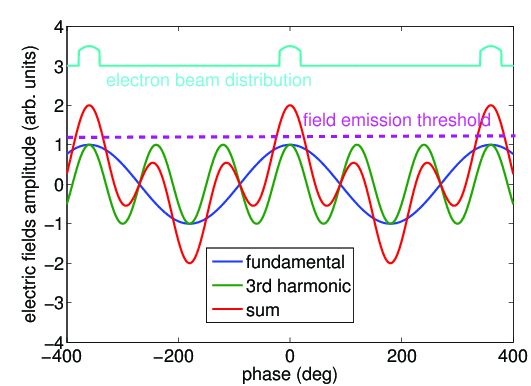 4
3
2
1
0
−1
−2
−3
−4
electric fields amplitude (arb. units)
electron beam distribution
field emission threshold
fundamental
3rd harmonic
sum
−400
−200
0
200
400
phase (deg)